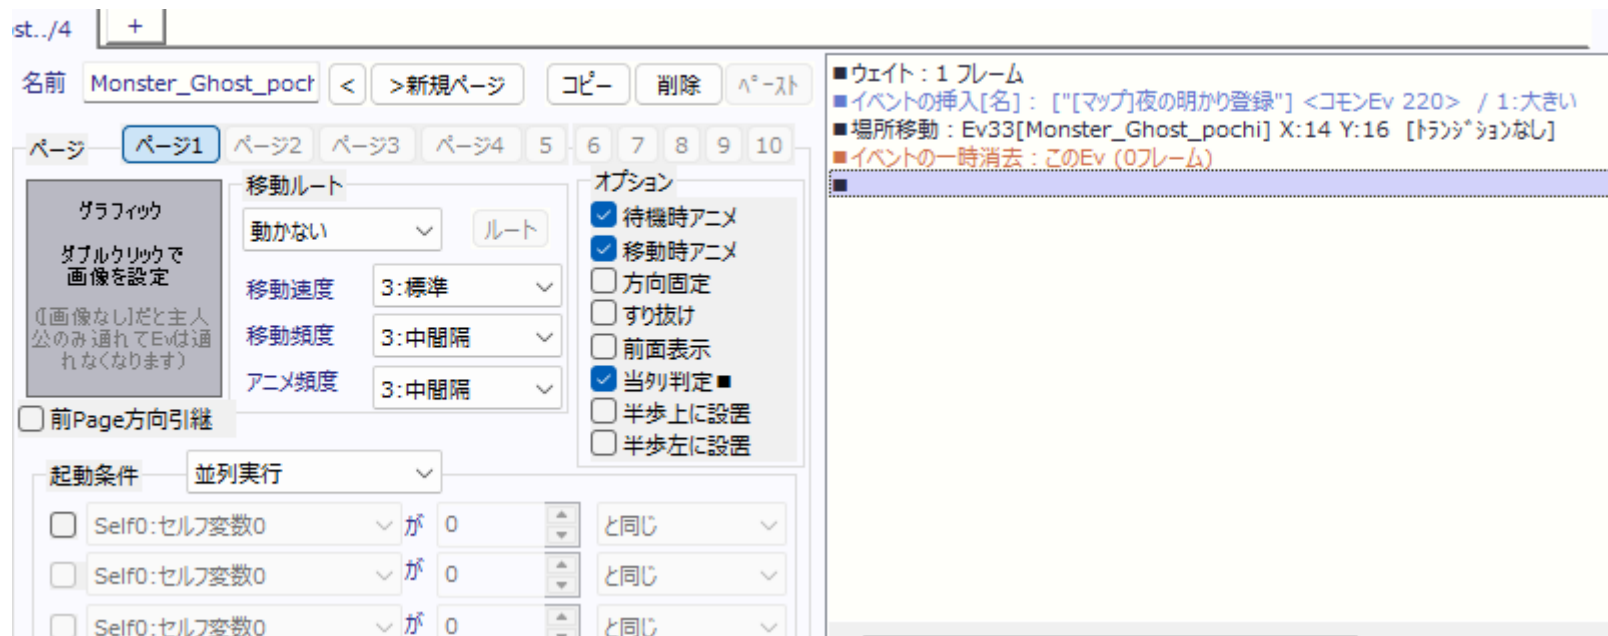 st../4
+
名前 Monster_Ghost_poch < >新規ページ コピー 削除 ペースト
ページ ページ1 ページ2 ページ3 ページ4 5 6 7 8 9 10
グラフィック
ダブルクリックで
画像を設定
([画像なし]だと主人
公のみ通れてEvは通
れなくなります)
前Page方向引継
移動ルート
動かない ルート
移動速度 3:標準
移動頻度 3:中間隔
アニメ頻度 3:中間隔
オプション
待機時アニメ
移動時アニメ
方向固定
すり抜け
前面表示
当タリ判定■
半歩上に設置
半歩左に設置
起動条件 並列実行
Self0:セルフ変数0 が 0 と同じ
Self0:セルフ変数0 が 0 と同じ
Self0:セルフ変数0 が 0 と同じ
■ウェイト:1 フレーム
■イベントの挿入[名]: ["[マップ]夜の明かり登録"] <コモンEv 220> / 1:大きい
■場所移動:Ev33[Monster_Ghost_pochi] X:14 Y:16 [トランジションなし]
■イベントの一時消去:このEv (0フレーム)
■